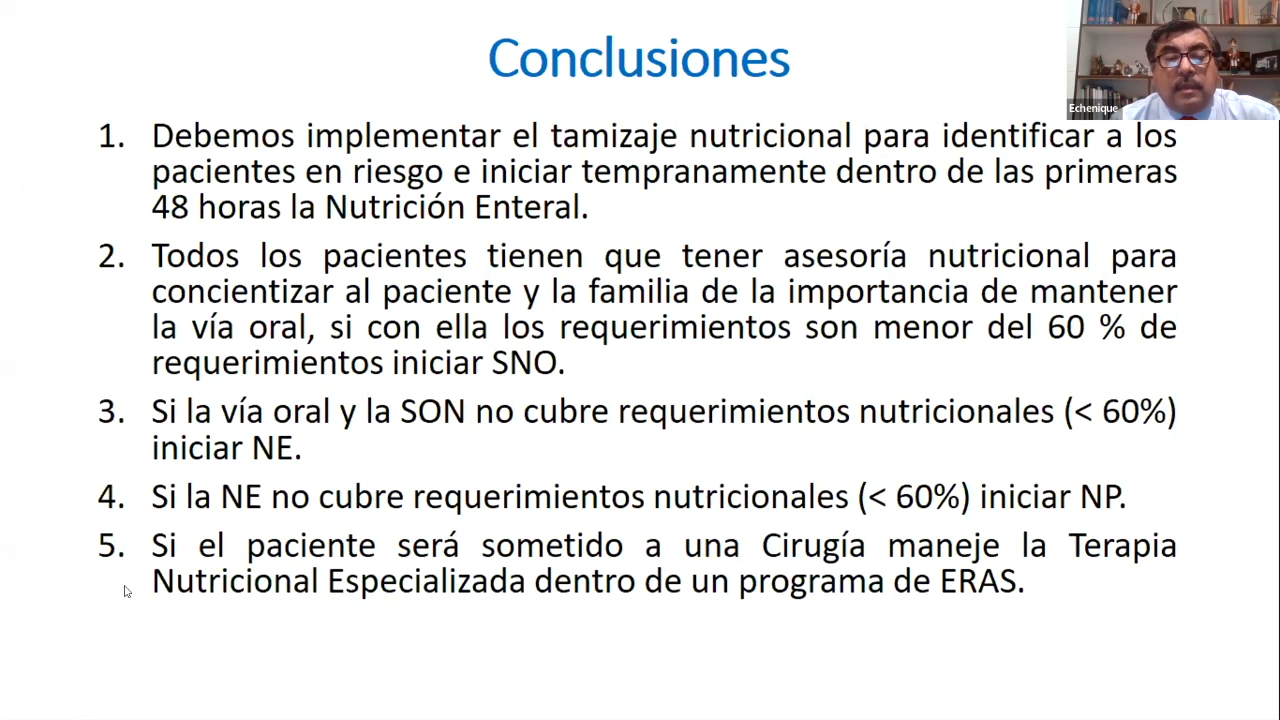 Conclusiones
Echenique
1. Debemos implementar el tamizaje nutricional para identificar a los
pacientes en riesgo e iniciar tempranamente dentro de las primeras
48 horas la Nutrición Enteral.
2. Todos los pacientes tienen que tener asesoría nutricional para
concientizar al paciente y la familia de la importancia de mantener
la vía oral, si con ella los requerimientos son menor del 60 % de
requerimientos iniciar SNO.
3. Si la vía oral y la SON no cubre requerimientos nutricionales (< 60%)
iniciar NE.
4. Si la NE no cubre requerimientos nutricionales (< 60%) iniciar NP.
5. Si el paciente será sometido a una Cirugía maneje la Terapia
Nutricional Especializada dentro de un programa de ERAS.